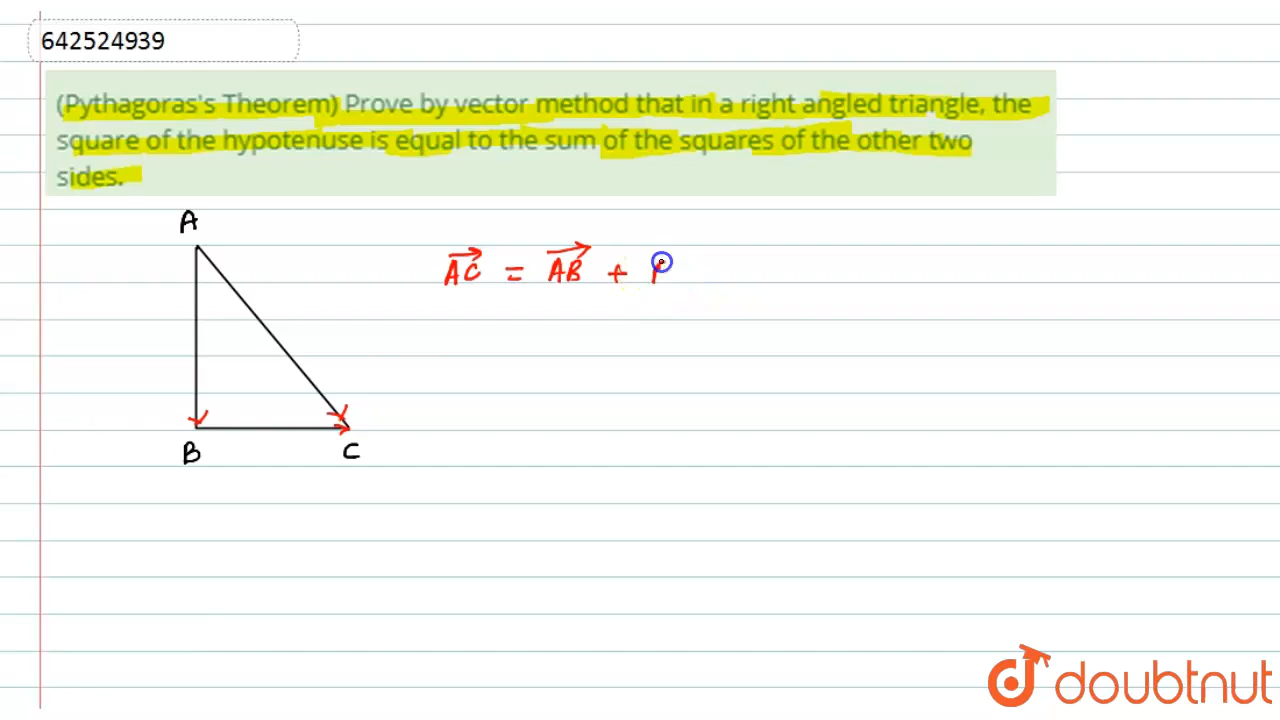 642524939
(Pythagoras's Theorem) Prove by vector method that in a right angled triangle, the
square of the hypotenuse is equal to the sum of the squares of the other two
sides.
A
AC = AB +
B C
doubtnut